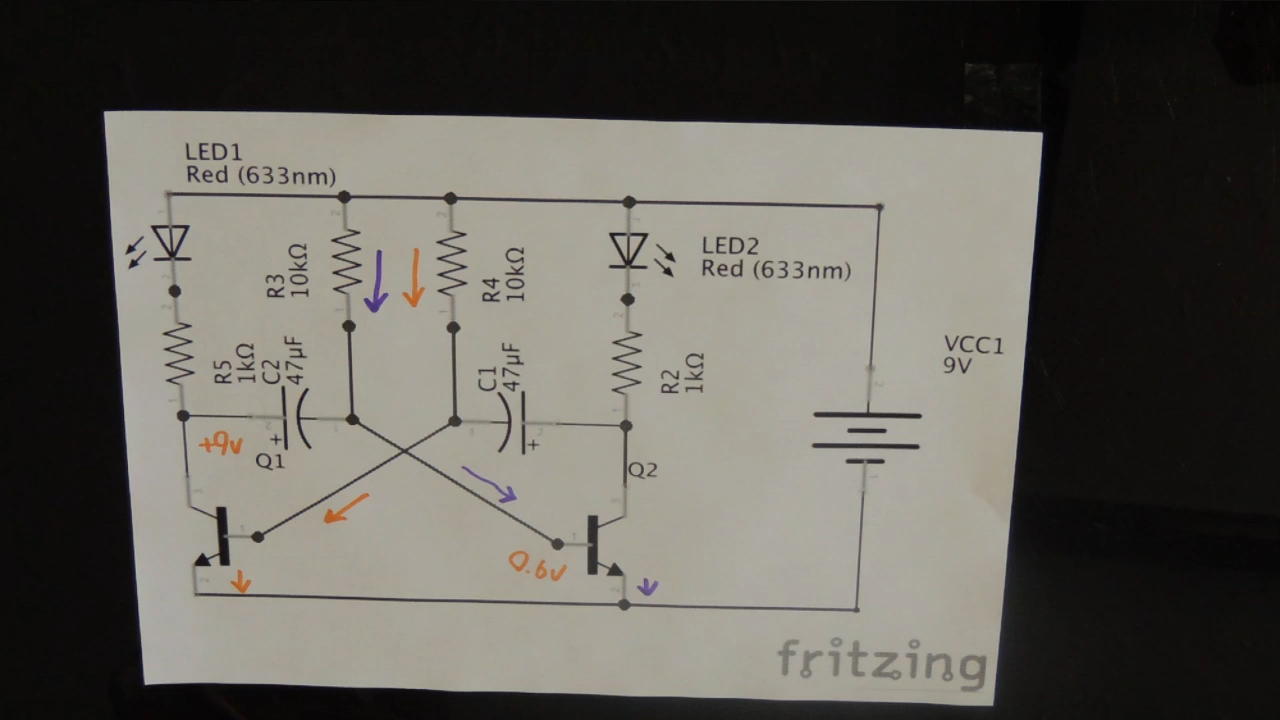 LED1
Red (633nm)
R3
10kΩ
R4
10kΩ
LED2
Red (633nm)
R5
1kΩ
C2
47µF
+
C1
47µF
+
R2
1kΩ
VCC1
9V
+9v
Q1
Q2
0.6v
fritzing